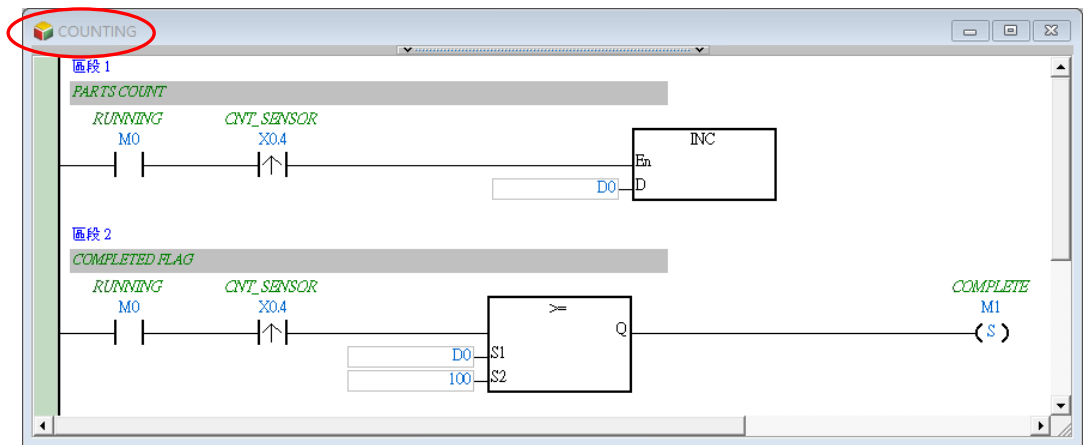 COUNTING
區段 1
PARTS COUNT
RUNNING CNT_SENSOR
M0 X0.4
INC
En
D0 D
區段 2
COMPLETED FLAG
RUNNING CNT_SENSOR COMPLETE
M0 X0.4 >= M1
Q S
D0 S1
100 S2